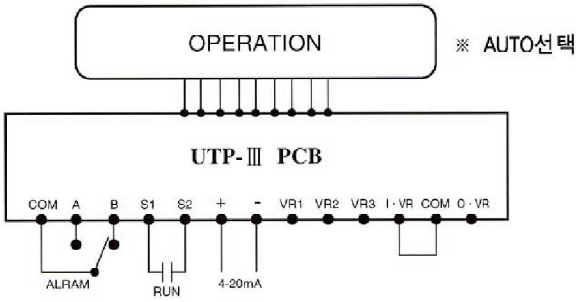 OPERATION
※ AUTO선택
UTP-Ⅲ PCB
COM A B S1 S2 + - VR1 VR2 VR3 I·VR COM O·VR
ALRAM
RUN
4-20mA